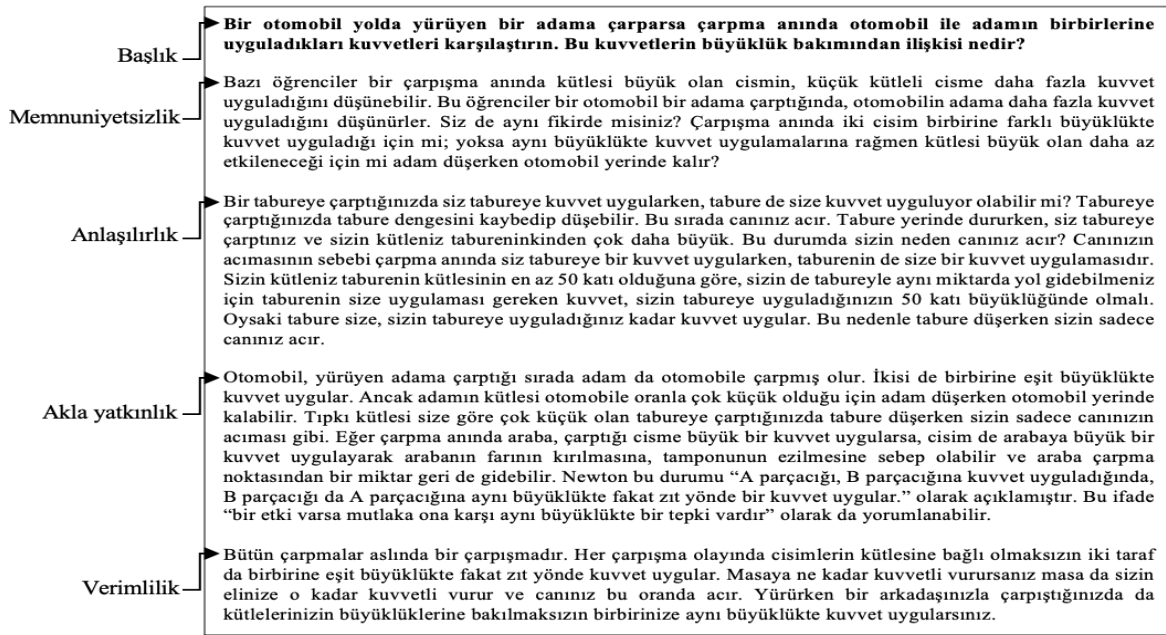 Başlık
Bir otomobil yolda yürüyen bir adama çarparsa çarpma anında otomobil ile adamın birbirlerine
uyguladıkları kuvvetleri karşılaştırın. Bu kuvvetlerin büyüklük bakımından ilişkisi nedir?
Memnuniyetsizlik
Bazı öğrenciler bir çarpışma anında kütlesi büyük olan cismin, küçük kütleli cisme daha fazla kuvvet
uyguladığını düşünebilir. Bu öğrenciler bir otomobil bir adama çarptığında, otomobilin adama daha fazla kuvvet
uyguladığını düşünürler. Siz de aynı fikirde misiniz? Çarpışma anında iki cisim birbirine farklı büyüklükte
kuvvet uyguladığı için mi; yoksa aynı büyüklükte kuvvet uygulamalarına rağmen kütlesi büyük olan daha az
etkileneceği için mi adam düşerken otomobil yerinde kalır?
Anlaşılırlık
Bir tabureye çarptığınızda siz tabureye kuvvet uygularken, tabure de size kuvvet uyguluyor olabilir mi? Tabureye
çarptığınızda tabure dengesini kaybedip düşebilir. Bu sırada canınız acır. Tabure yerinde dururken, siz tabureye
çarptınız ve sizin kütleniz tabureninkinden çok daha büyük. Bu durumda sizin neden canınız acır? Canınızın
acımasının sebebi çarpma anında siz tabureye bir kuvvet uygularken, taburenin de size bir kuvvet uygulamasıdır.
Sizin kütleniz taburenin kütlesinin en az 50 katı olduğuna göre, sizin de tabureyle aynı miktarda yol gidebilmeniz
için taburenin size uygulaması gereken kuvvet, sizin tabureye uyguladığınızın 50 katı büyüklüğünde olmalı.
Oysaki tabure size, sizin tabureye uyguladığınız kadar kuvvet uygular. Bu nedenle tabure düşerken sizin sadece
canınız acır.
Akla yatkınlık
Otomobil, yürüyen adama çarptığı sırada adam da otomobile çarpmış olur. İkisi de birbirine eşit büyüklükte
kuvvet uygular. Ancak adamın kütlesi otomobile oranla çok küçük olduğu için adam düşerken otomobil yerinde
kalabilir. Tıpkı kütlesi size göre çok küçük olan tabureye çarptığınızda tabure düşerken sizin sadece canınızın
acıması gibi. Eğer çarpma anında araba, çarptığı cisme büyük bir kuvvet uygularsa, cisim de arabaya büyük bir
kuvvet uygulayarak arabanın farının kırılmasına, tamponunun ezilmesine sebep olabilir ve araba çarpma
noktasından bir miktar geri de gidebilir. Newton bu durumu “A parçacığı, B parçacığına kuvvet uyguladığında,
B parçacığı da A parçacığına aynı büyüklükte fakat zıt yönde bir kuvvet uygular.” olarak açıklamıştır. Bu ifade
“bir etki varsa mutlaka ona karşı aynı büyüklükte bir tepki vardır” olarak da yorumlanabilir.
Verimlilik
Bütün çarpmalar aslında bir çarpışmadır. Her çarpışma olayında cisimlerin kütlesine bağlı olmaksızın iki taraf
da birbirine eşit büyüklükte fakat zıt yönde kuvvet uygular. Masaya ne kadar kuvvetli vurursanız masa da sizin
elinize o kadar kuvvetli vurur ve canınız bu oranda acır. Yürürken bir arkadaşınızla çarpıştığınızda da
kütlelerinizin büyüklüklerine bakılmaksızın birbirinize aynı büyüklükte kuvvet uygularsınız.